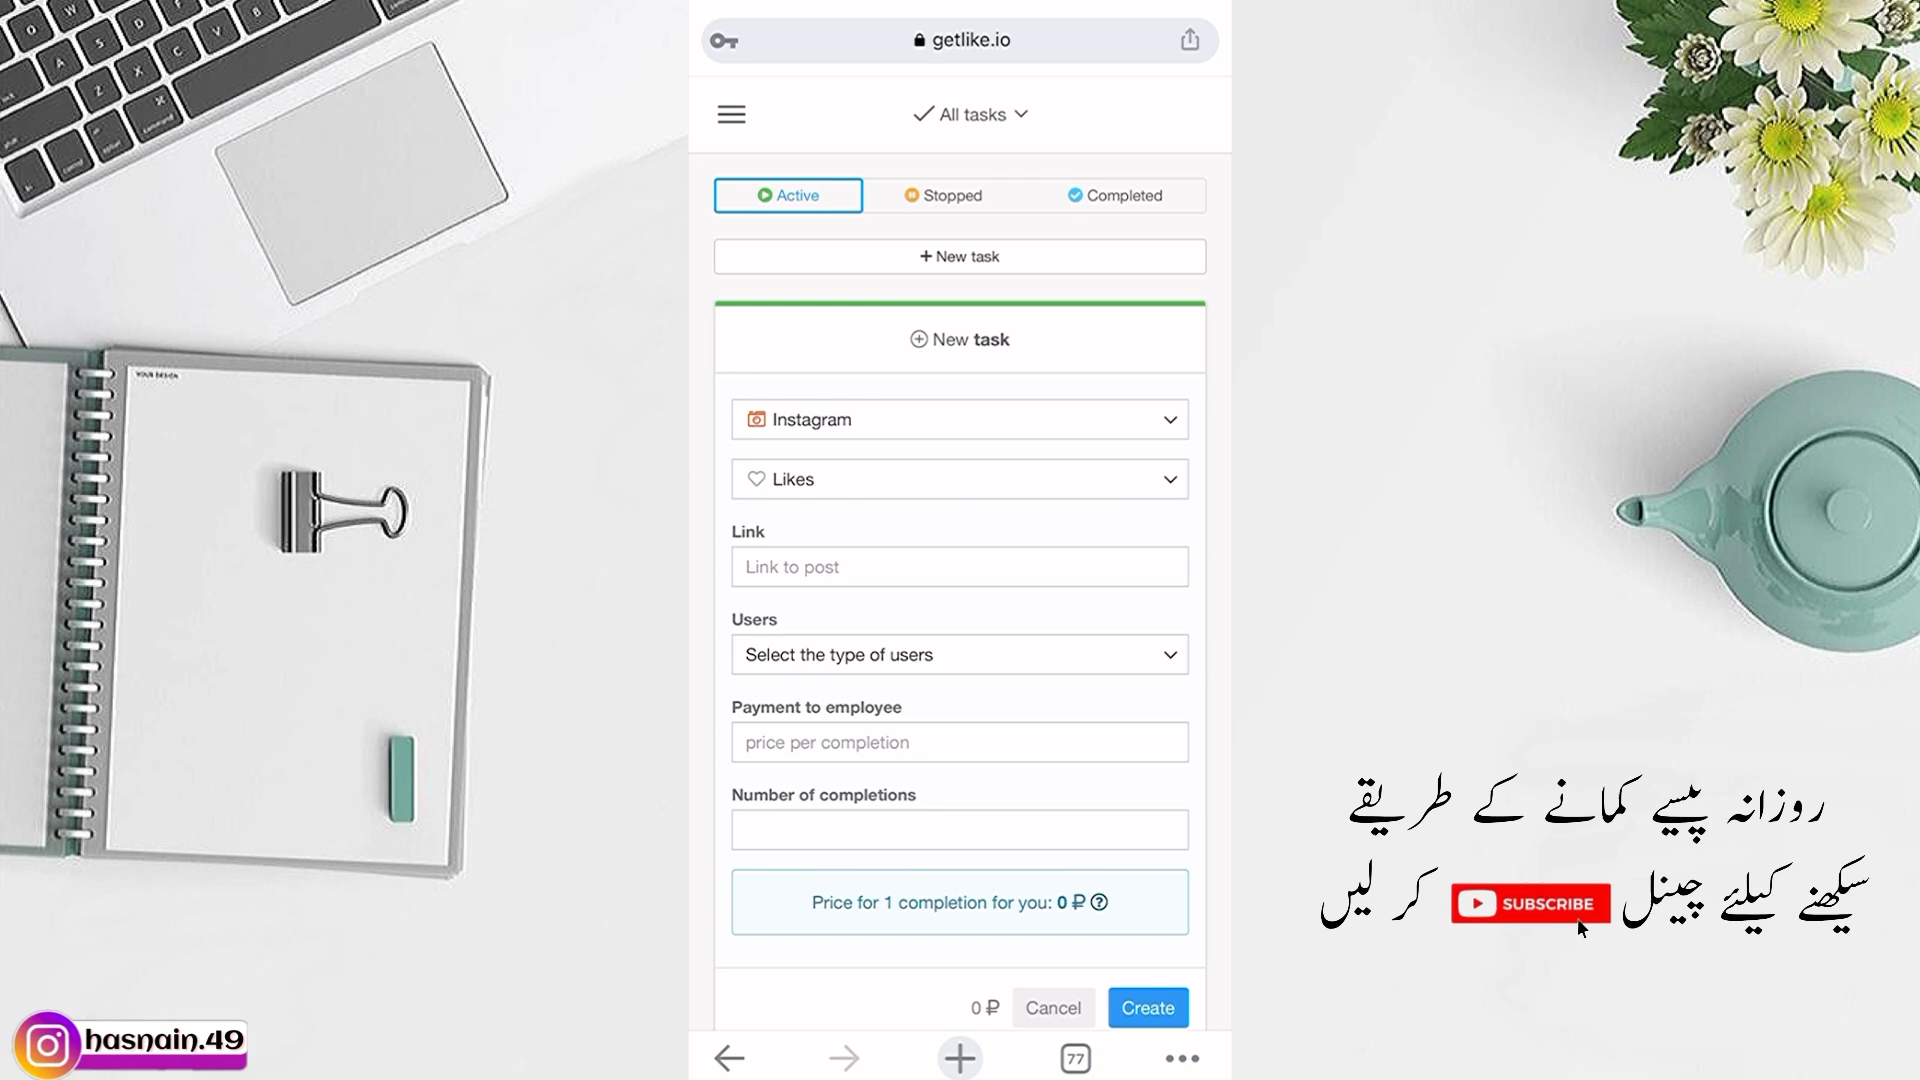 getlike.io
All tasks
Active
Stopped
Completed
+ New task
New task
Instagram
Likes
Link
Link to post
Users
Select the type of users
Payment to employee
price per completion
Number of completions
Price for 1 completion for you: 0 ₽
0 ₽
Cancel
Create
77
YOUR DESIGN
روزانہ پیسے کمانے کے طریقے
سیکھنے کیلئے چینل SUBSCRIBE کر لیں
hasnain.49